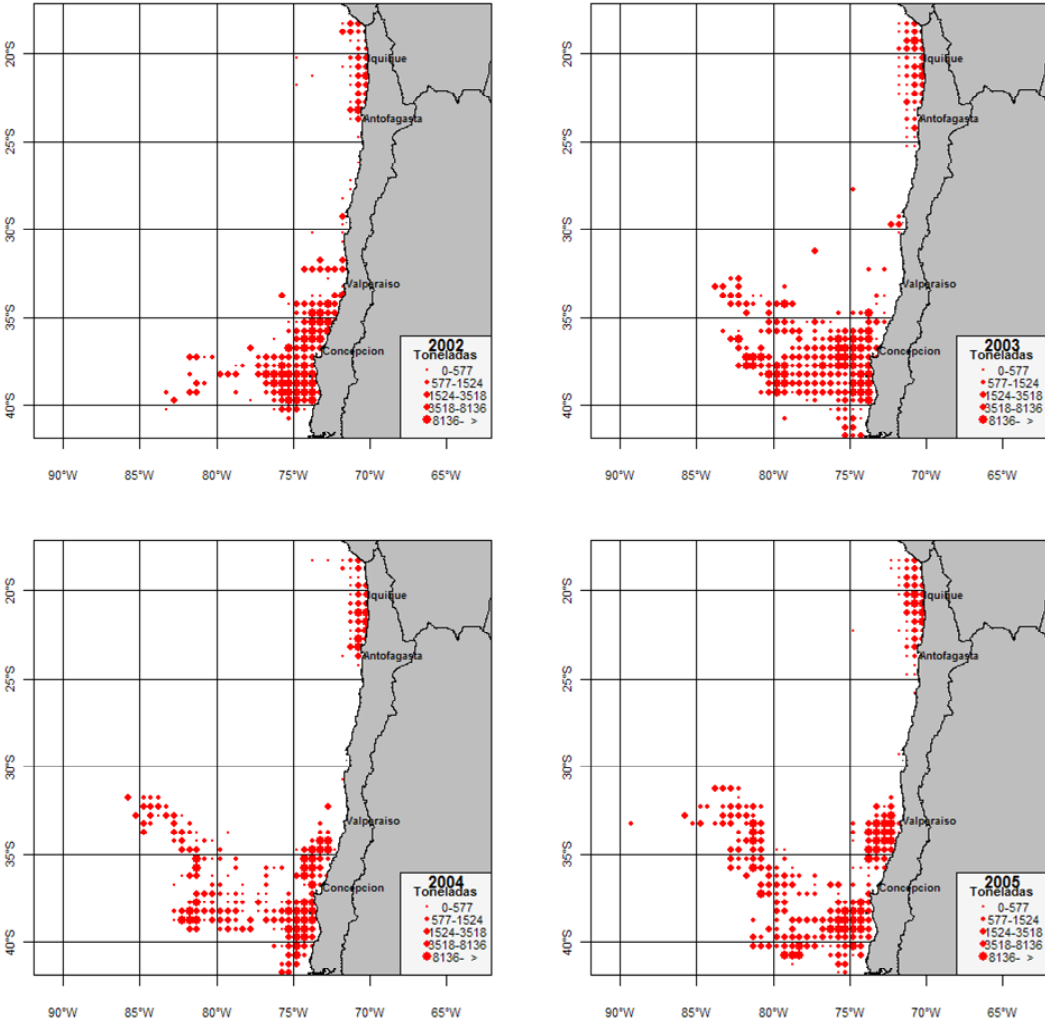 20°S
25°S
30°S
35°S
40°S
Iquique
Antofagasta
Valparaiso
Concepcion
2002
Toneladas
0-577
577-1524
1524-3518
3518-8136
8136- >
90°W 85°W 80°W 75°W 70°W 65°W
20°S
25°S
30°S
35°S
40°S
Iquique
Antofagasta
Valparaiso
Concepcion
2003
Toneladas
0-577
577-1524
1524-3518
3518-8136
8136- >
90°W 85°W 80°W 75°W 70°W 65°W
20°S
25°S
30°S
35°S
40°S
Iquique
Antofagasta
Valparaiso
Concepcion
2004
Toneladas
0-577
577-1524
1524-3518
3518-8136
8136- >
90°W 85°W 80°W 75°W 70°W 65°W
20°S
25°S
30°S
35°S
40°S
Iquique
Antofagasta
Valparaiso
Concepcion
2005
Toneladas
0-577
577-1524
1524-3518
3518-8136
8136- >
90°W 85°W 80°W 75°W 70°W 65°W